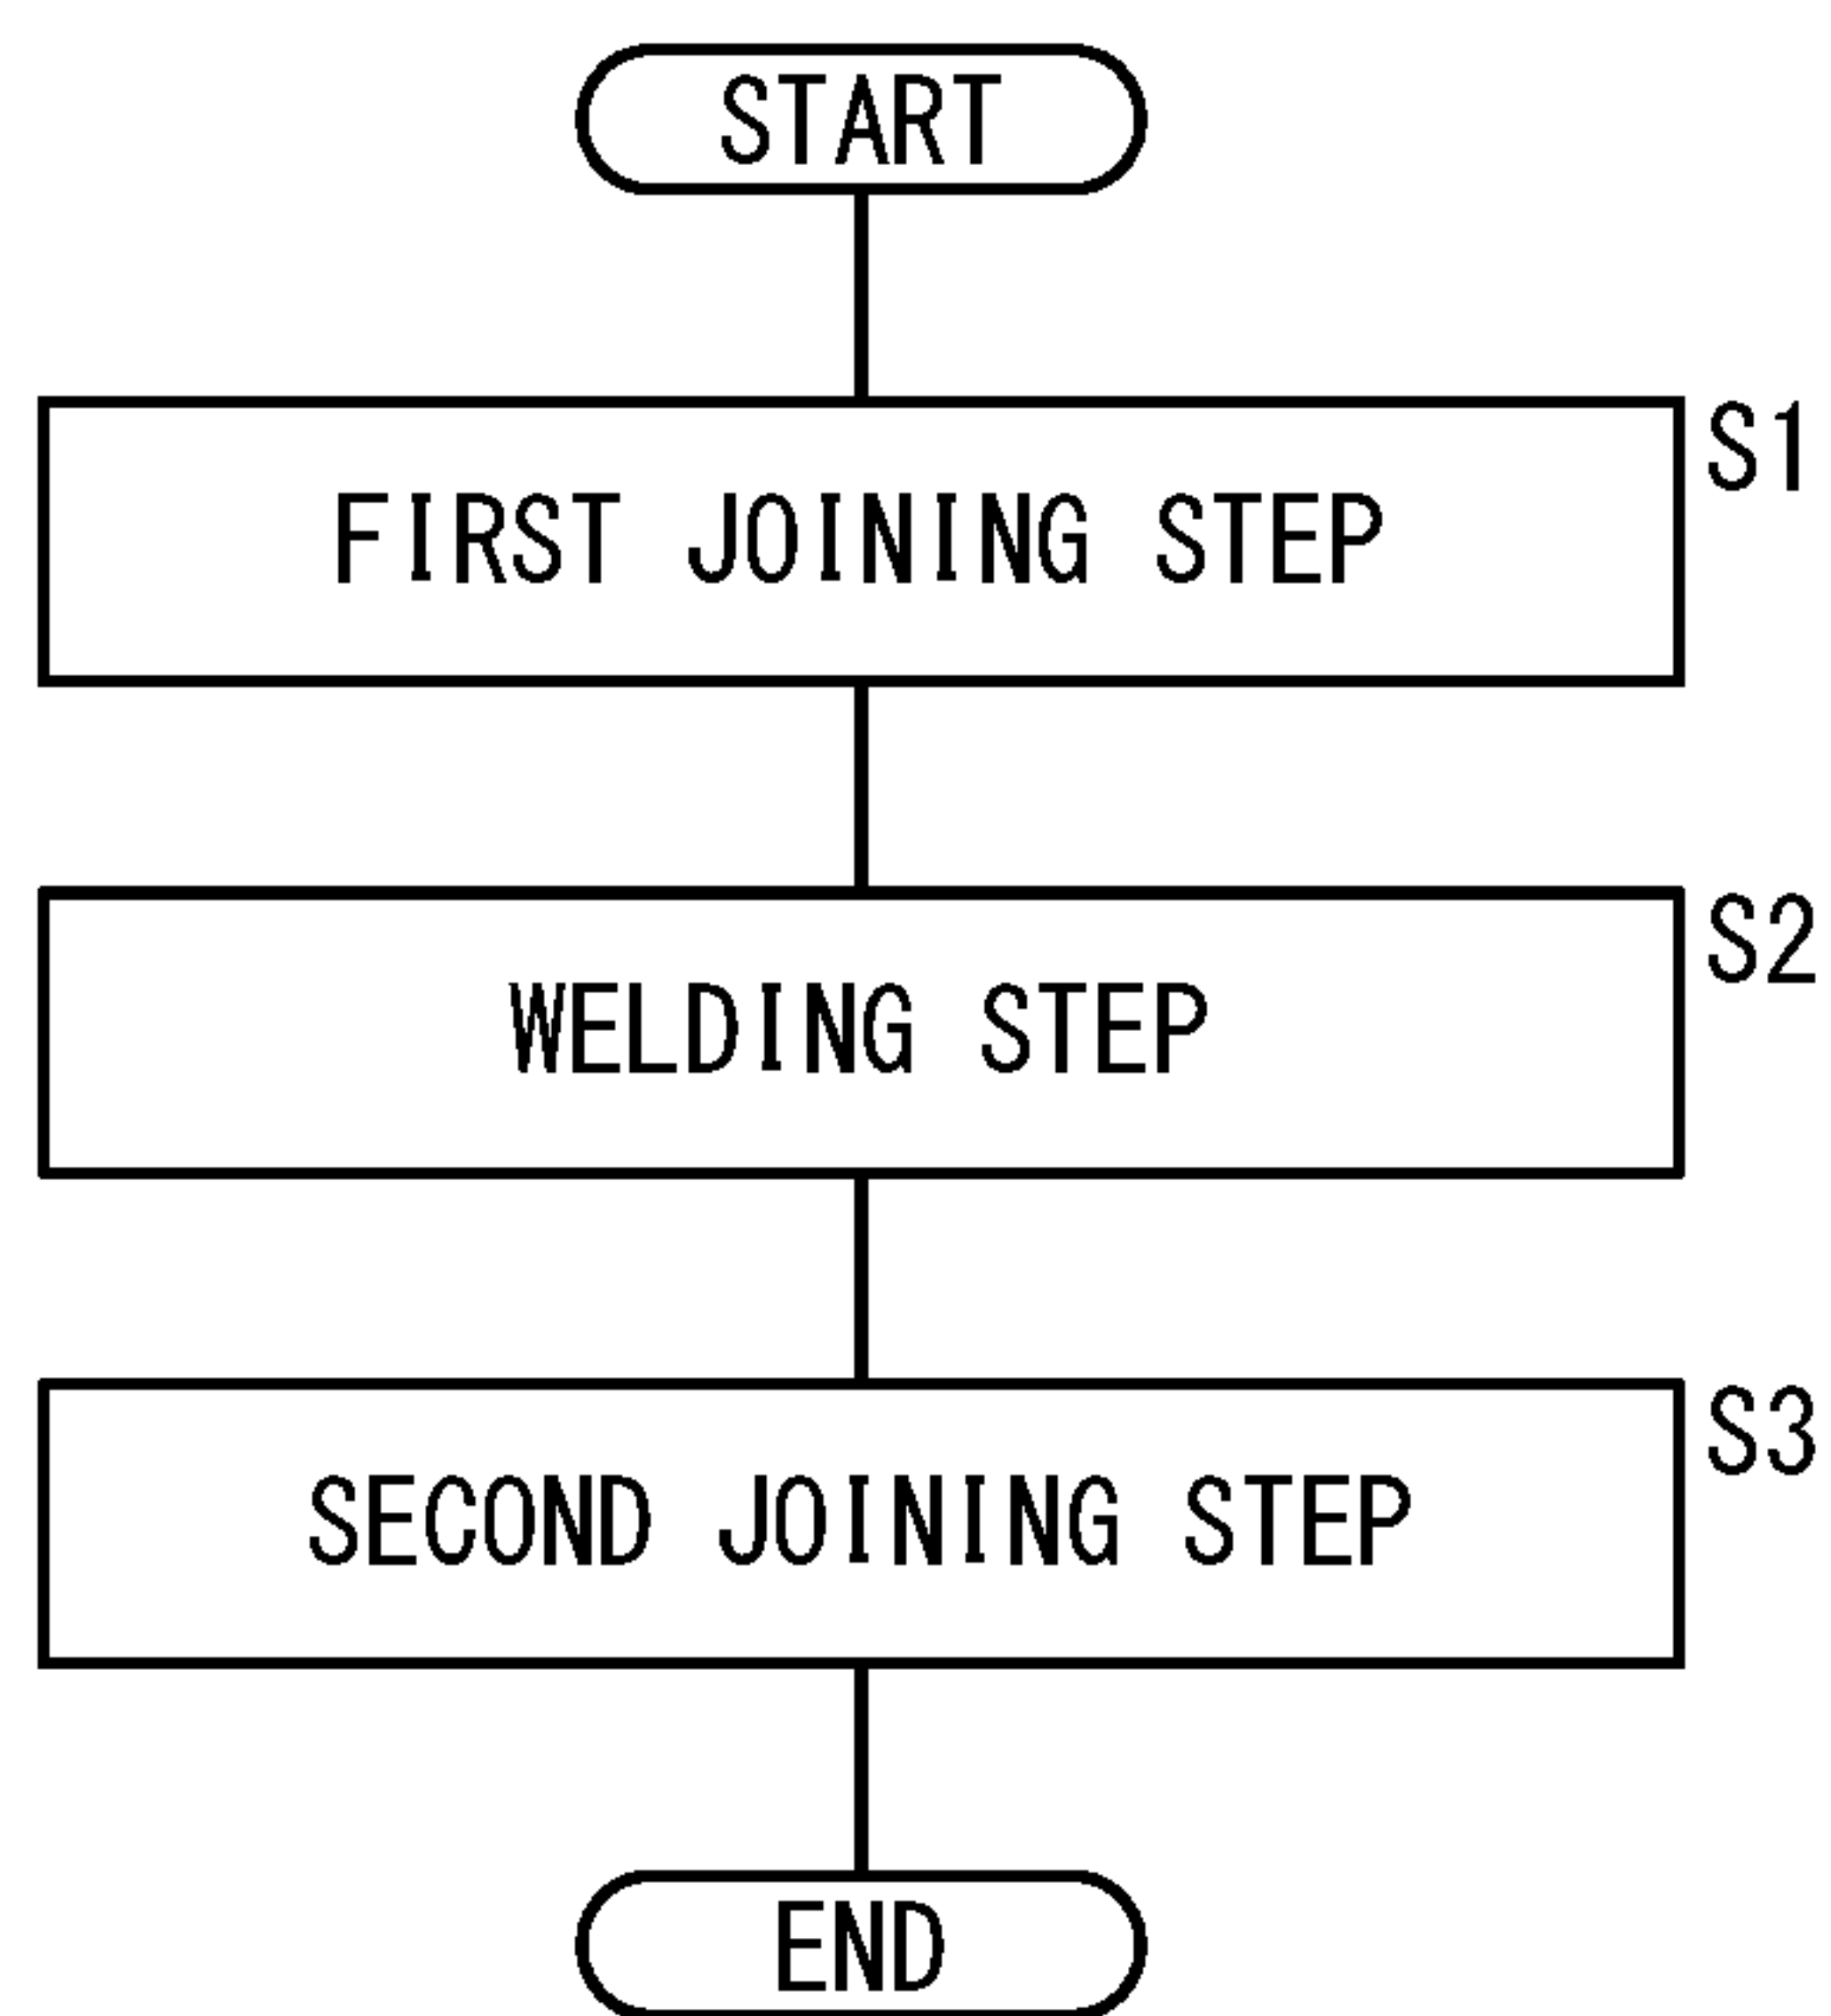 START
S1
FIRST JOINING STEP
S2
WELDING STEP
S3
SECOND JOINING STEP
END